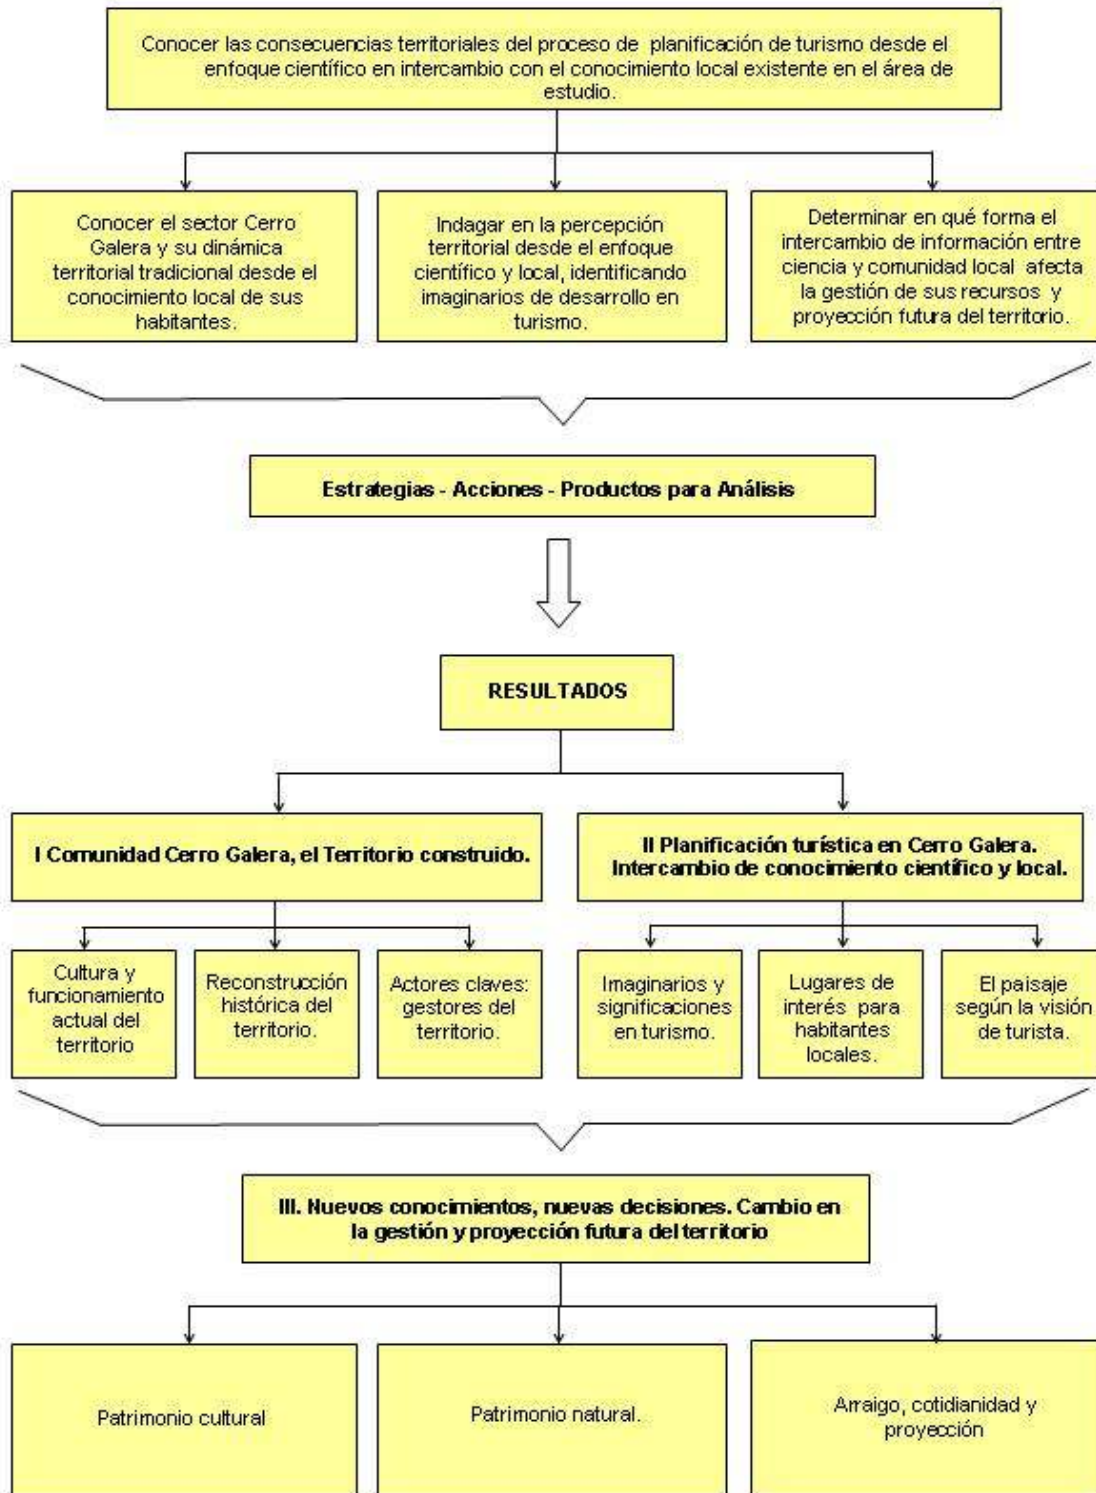 Conocer las consecuencias territoriales del proceso de planificación de turismo desde el
enfoque científico en intercambio con el conocimiento local existente en el área de
estudio.
Conocer el sector Cerro
Galera y su dinámica
territorial tradicional desde el
conocimiento local de sus
habitantes.
Indagar en la percepción
territorial desde el enfoque
científico y local, identificando
imaginarios de desarrollo en
turismo.
Determinar en qué forma el
intercambio de información entre
ciencia y comunidad local afecta
la gestión de sus recursos y
proyección futura del territorio.
Estrategias - Acciones - Productos para Análisis
RESULTADOS
I Comunidad Cerro Galera, el Territorio construido.
II Planificación turística en Cerro Galera.
Intercambio de conocimiento científico y local.
Cultura y
funcionamiento
actual del
territorio
Reconstrucción
histórica del
territorio.
Actores claves:
gestores del
territorio.
Imaginarios y
significaciones
en turismo.
Lugares de
interés para
habitantes
locales.
El paisaje
según la visión
de turista.
III. Nuevos conocimientos, nuevas decisiones. Cambio en
la gestión y proyección futura del territorio
Patrimonio cultural
Patrimonio natural.
Arraigo, cotidianidad y
proyección